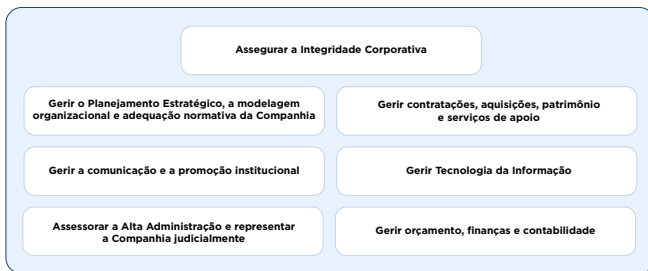 Assegurar a Integridade Corporativa
Gerir o Planejamento Estratégico, a modelagem
organizacional e adequação normativa da Companhia
Gerir contratações, aquisições, patrimônio
e serviços de apoio
Gerir a comunicação e a promoção institucional
Gerir Tecnologia da Informação
Assessorar a Alta Administração e representar
a Companhia judicialmente
Gerir orçamento, finanças e contabilidade